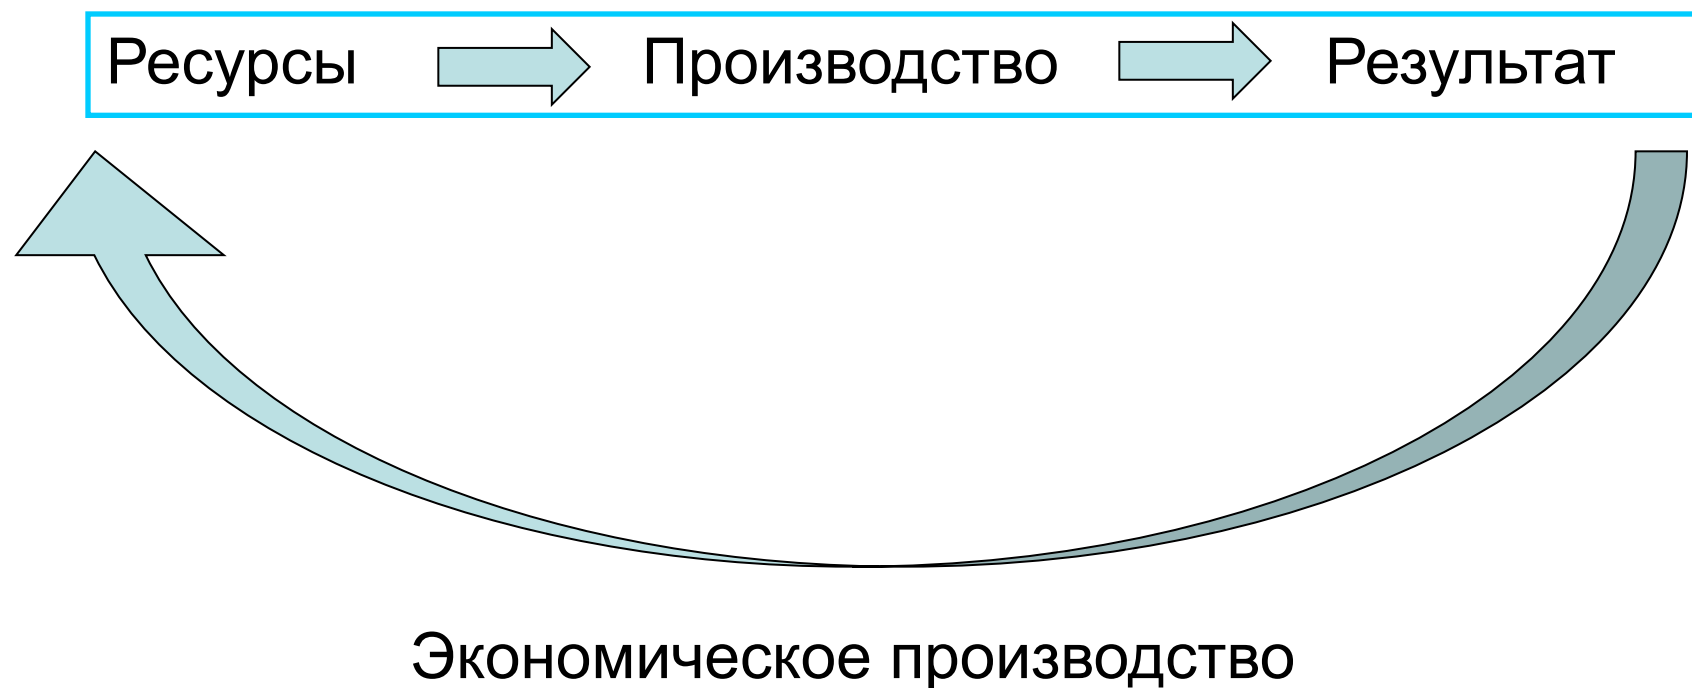 Ресурсы Производство Результат
Экономическое производство